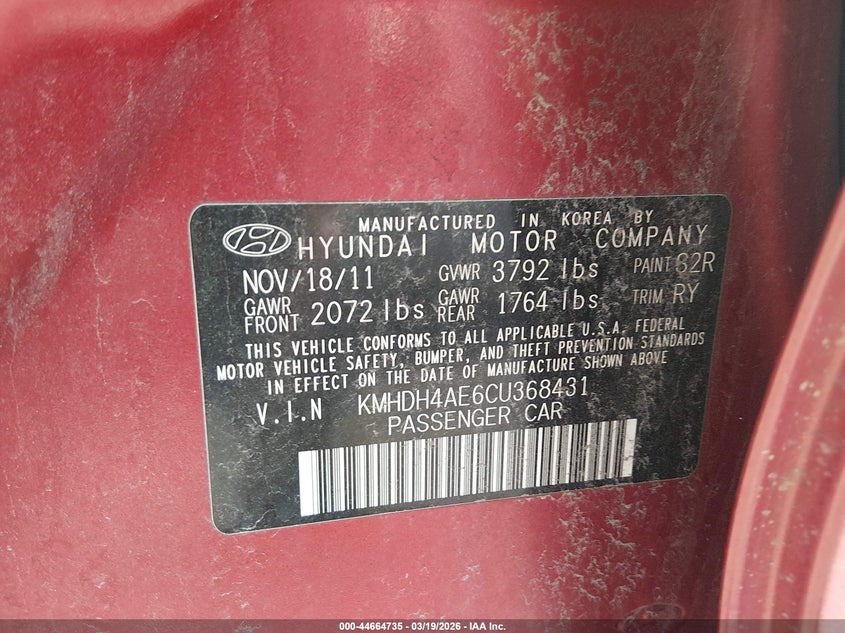 MANUFACTURED IN KOREA BY
HYUNDAI MOTOR COMPANY
NOV/18/11 GVWR 3792 lbs PAINT 82R
GAWR FRONT 2072 lbs GAWR REAR 1764 lbs TRIM RY
THIS VEHICLE CONFORMS TO ALL APPLICABLE U.S.A. FEDERAL
MOTOR VEHICLE SAFETY, BUMPER, AND THEFT PREVENTION STANDARDS
IN EFFECT ON THE DATE OF MANUFACTURE SHOWN ABOVE
V.I.N KMHDH4AE6CU368431
PASSENGER CAR
000-44664735 — 03/19/2026 — IAA Inc.